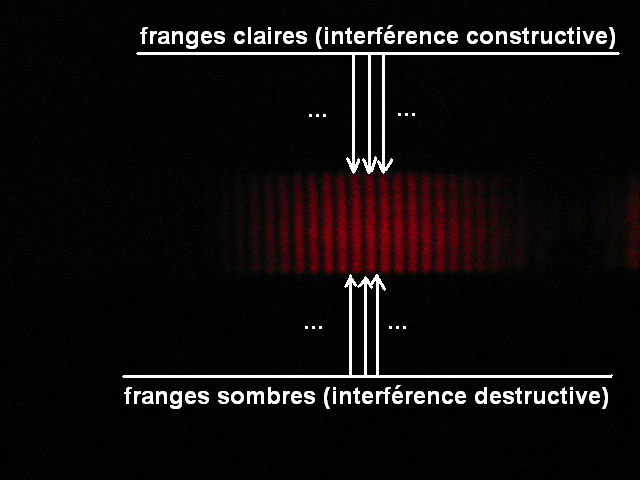 franges claires (interférence constructive)
... ...
... ...
franges sombres (interférence destructive)